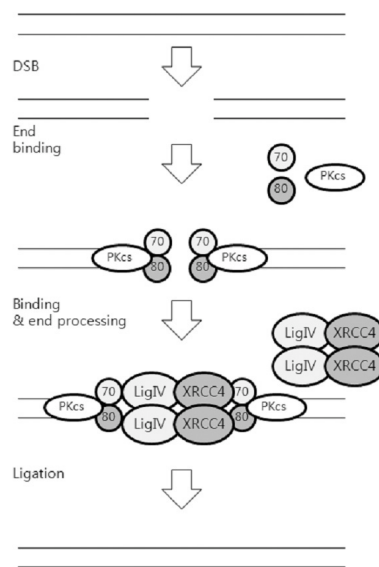 DSB
End
binding
70
80
PKcs
PKcs
70
80
70
80
PKcs
Binding
& end processing
LigIV
XRCC4
LigIV
XRCC4
PKcs
70
80
LigIV
XRCC4
LigIV
XRCC4
70
80
PKcs
Ligation